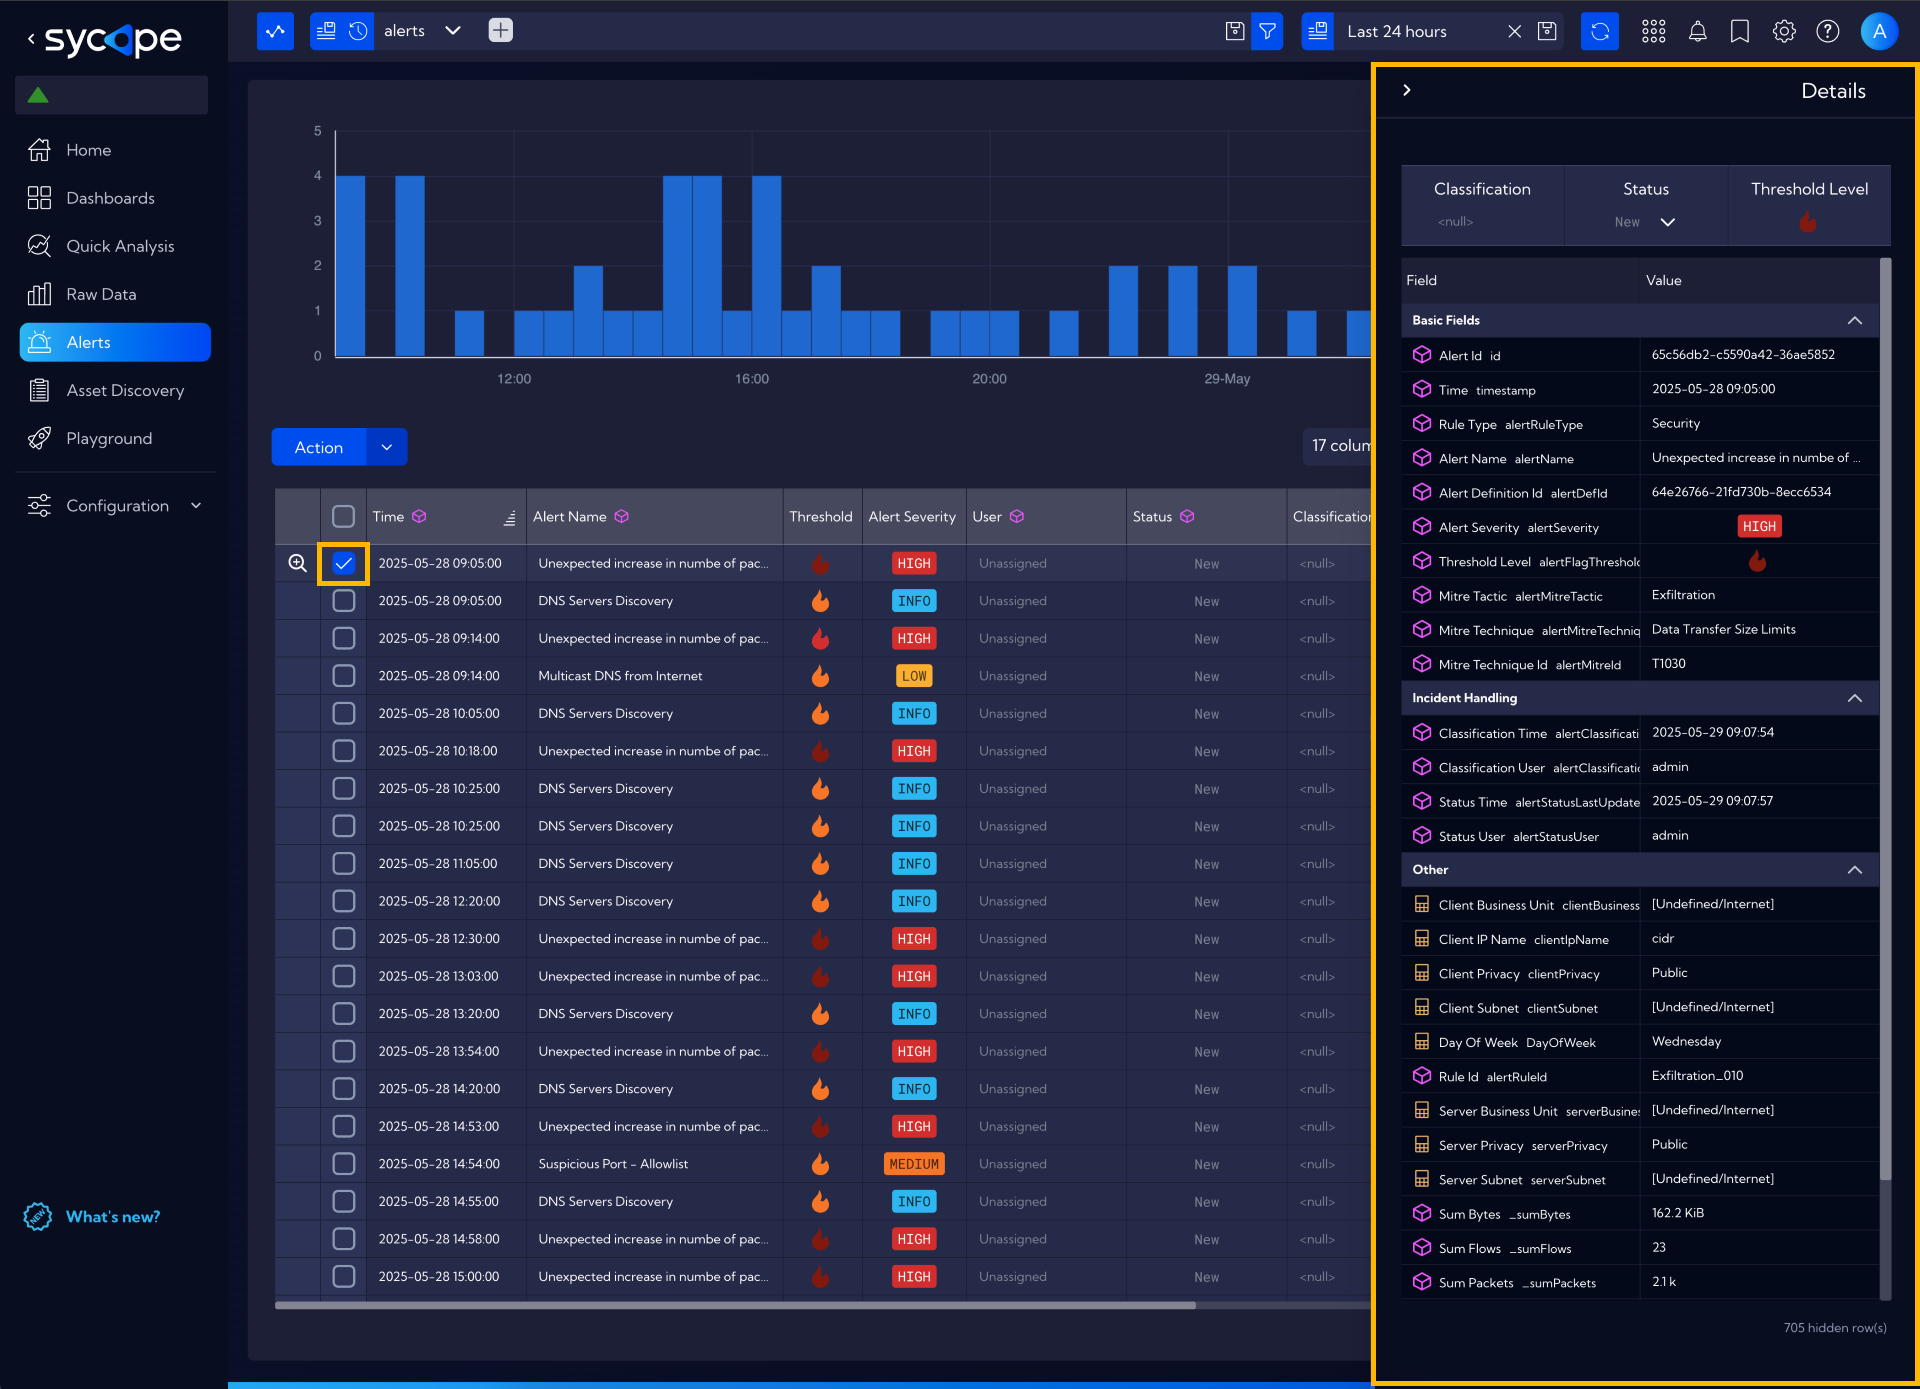 sycope
alerts
Last 24 hours
A
Home
Dashboards
Quick Analysis
Raw Data
Alerts
Asset Discovery
Playground
Configuration
NEW
What's new?
5
4
3
2
1
0
12:00 16:00 20:00 29-May
Action
17 colum
Time Alert Name Threshold Alert Severity User Status Classification
2025-05-28 09:05:00 Unexpected increase in numbe of pac... HIGH Unassigned New <null>
2025-05-28 09:05:00 DNS Servers Discovery INFO Unassigned New <null>
2025-05-28 09:14:00 Unexpected increase in numbe of pac... HIGH Unassigned New <null>
2025-05-28 09:14:00 Multicast DNS from Internet LOW Unassigned New <null>
2025-05-28 10:05:00 DNS Servers Discovery INFO Unassigned New <null>
2025-05-28 10:18:00 Unexpected increase in numbe of pac... HIGH Unassigned New <null>
2025-05-28 10:25:00 DNS Servers Discovery INFO Unassigned New <null>
2025-05-28 10:25:00 DNS Servers Discovery INFO Unassigned New <null>
2025-05-28 11:05:00 DNS Servers Discovery INFO Unassigned New <null>
2025-05-28 12:20:00 DNS Servers Discovery INFO Unassigned New <null>
2025-05-28 12:30:00 Unexpected increase in numbe of pac... HIGH Unassigned New <null>
2025-05-28 13:03:00 Unexpected increase in numbe of pac... HIGH Unassigned New <null>
2025-05-28 13:20:00 DNS Servers Discovery INFO Unassigned New <null>
2025-05-28 13:54:00 Unexpected increase in numbe of pac... HIGH Unassigned New <null>
2025-05-28 14:20:00 DNS Servers Discovery INFO Unassigned New <null>
2025-05-28 14:53:00 Unexpected increase in numbe of pac... HIGH Unassigned New <null>
2025-05-28 14:54:00 Suspicious Port - Allowlist MEDIUM Unassigned New <null>
2025-05-28 14:55:00 DNS Servers Discovery INFO Unassigned New <null>
2025-05-28 14:58:00 Unexpected increase in numbe of pac... HIGH Unassigned New <null>
2025-05-28 15:00:00 Unexpected increase in numbe of pac... HIGH Unassigned New <null>
Details
Classification Status Threshold Level
<null> New
Field Value
Basic Fields
Alert Id id 65c56db2-c5590a42-36ae5852
Time timestamp 2025-05-28 09:05:00
Rule Type alertRuleType Security
Alert Name alertName Unexpected increase in numbe of ...
Alert Definition Id alertDefId 64e26766-21fd730b-8ecc6534
Alert Severity alertSeverity HIGH
Threshold Level alertFlagThreshold
Mitre Tactic alertMitreTactic Exfiltration
Mitre Technique alertMitreTechniq Data Transfer Size Limits
Mitre Technique Id alertMitreId T1030
Incident Handling
Classification Time alertClassificati 2025-05-29 09:07:54
Classification User alertClassificatio admin
Status Time alertStatusLastUpdate 2025-05-29 09:07:57
Status User alertStatusUser admin
Other
Client Business Unit clientBusiness [Undefined/Internet]
Client IP Name clientIpName cidr
Client Privacy clientPrivacy Public
Client Subnet clientSubnet [Undefined/Internet]
Day Of Week DayOfWeek Wednesday
Rule Id alertRuleId Exfiltration_010
Server Business Unit serverBusines [Undefined/Internet]
Server Privacy serverPrivacy Public
Server Subnet serverSubnet [Undefined/Internet]
Sum Bytes _sumBytes 162.2 KiB
Sum Flows _sumFlows 23
Sum Packets _sumPackets 2.1 k
705 hidden row(s)